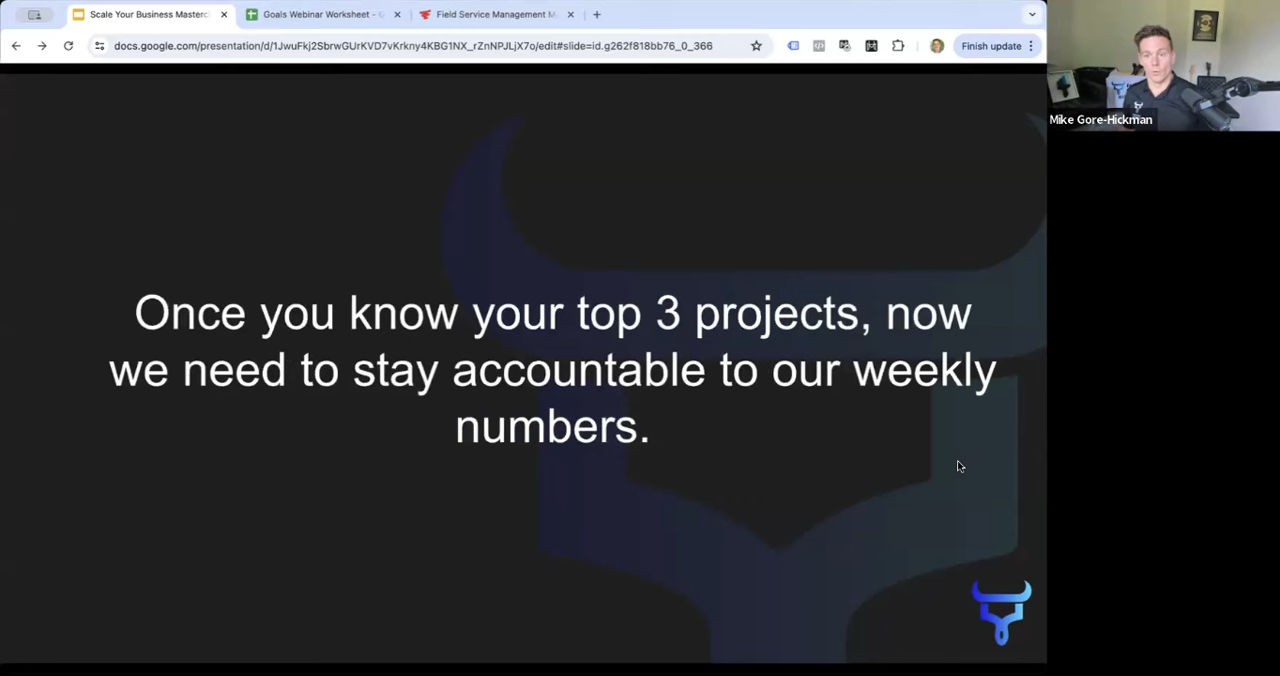 Scale Your Business Masterc
Goals Webinar Worksheet - G
Field Service Management M
docs.google.com/presentation/d/1JwuFkj2SbrwGUrKVD7vKrkny4KBG1NX_rZnNPJLjX7o/edit#slide=id.g262f818bb76_0_366
Finish update
Mike Gore-Hickman
Once you know your top 3 projects, now
we need to stay accountable to our weekly
numbers.